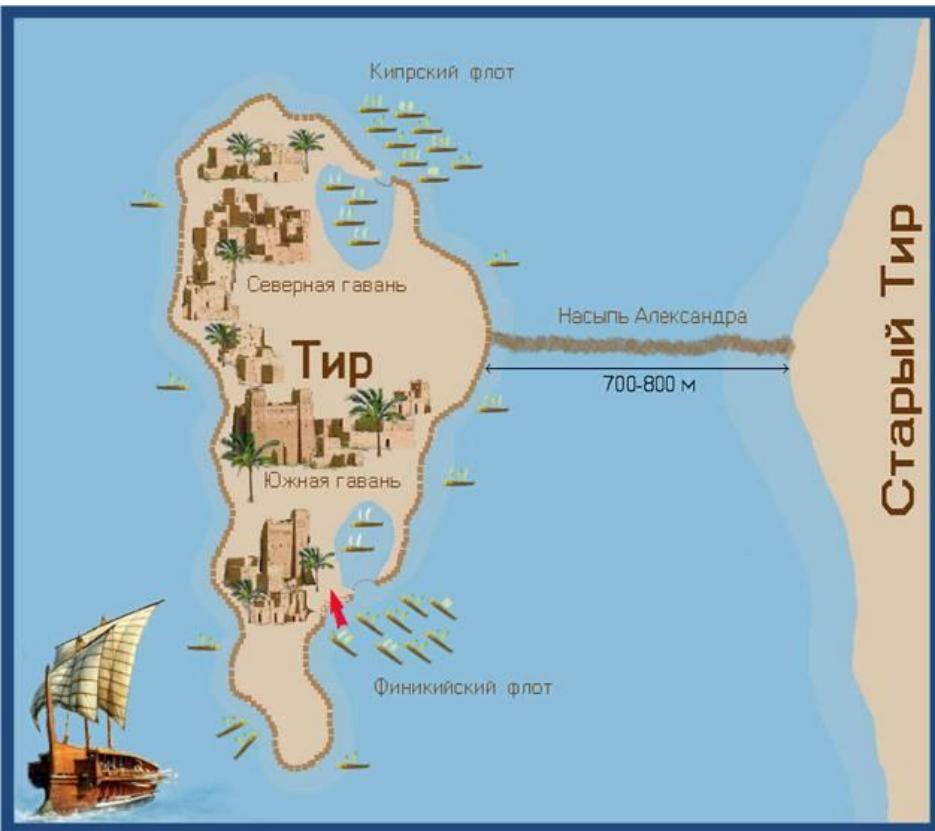 Кипрский флот
Северная гавань
Насыпь Александра
Тир
700-800 м
Старый Тир
Южная гавань
Финикийский флот